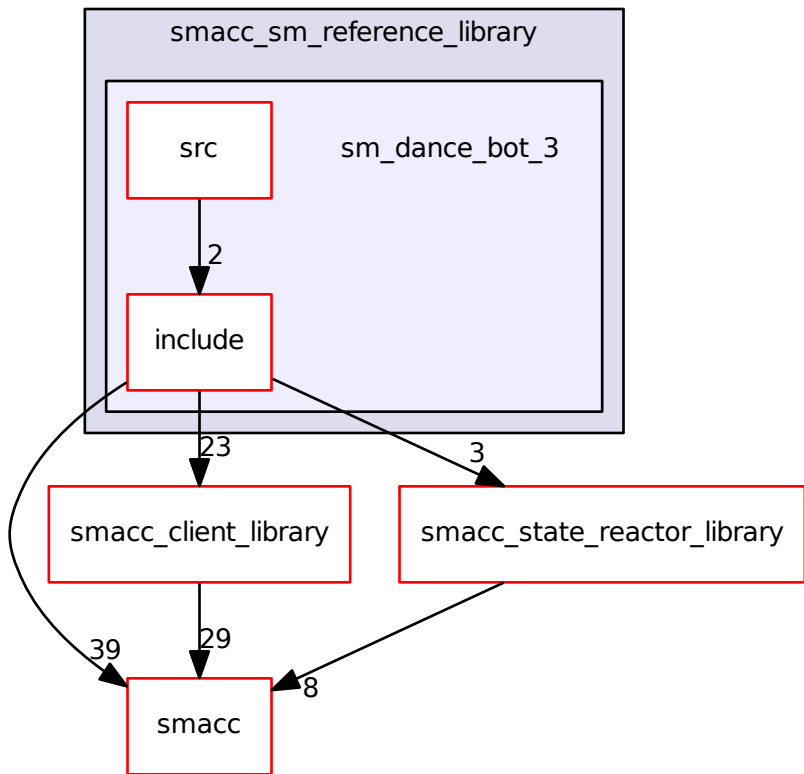 smacc_sm_reference_library
src
sm_dance_bot_3
2
include
23
3
smacc_client_library
smacc_state_reactor_library
39
29
8
smacc